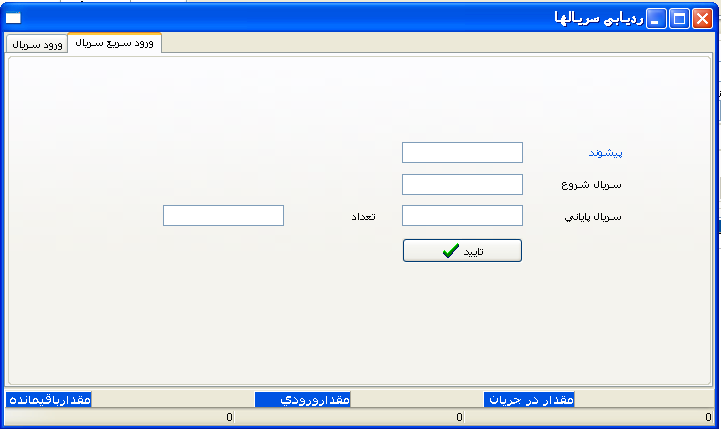 ردیابی سریالها
ورود سریال
ورود سریع سریال
پیشوند
سریال شروع
سریال پایانی
تعداد
تایید
مقدار در جریان
مقدارورودي
مقدارباقیمانده
0
0
0